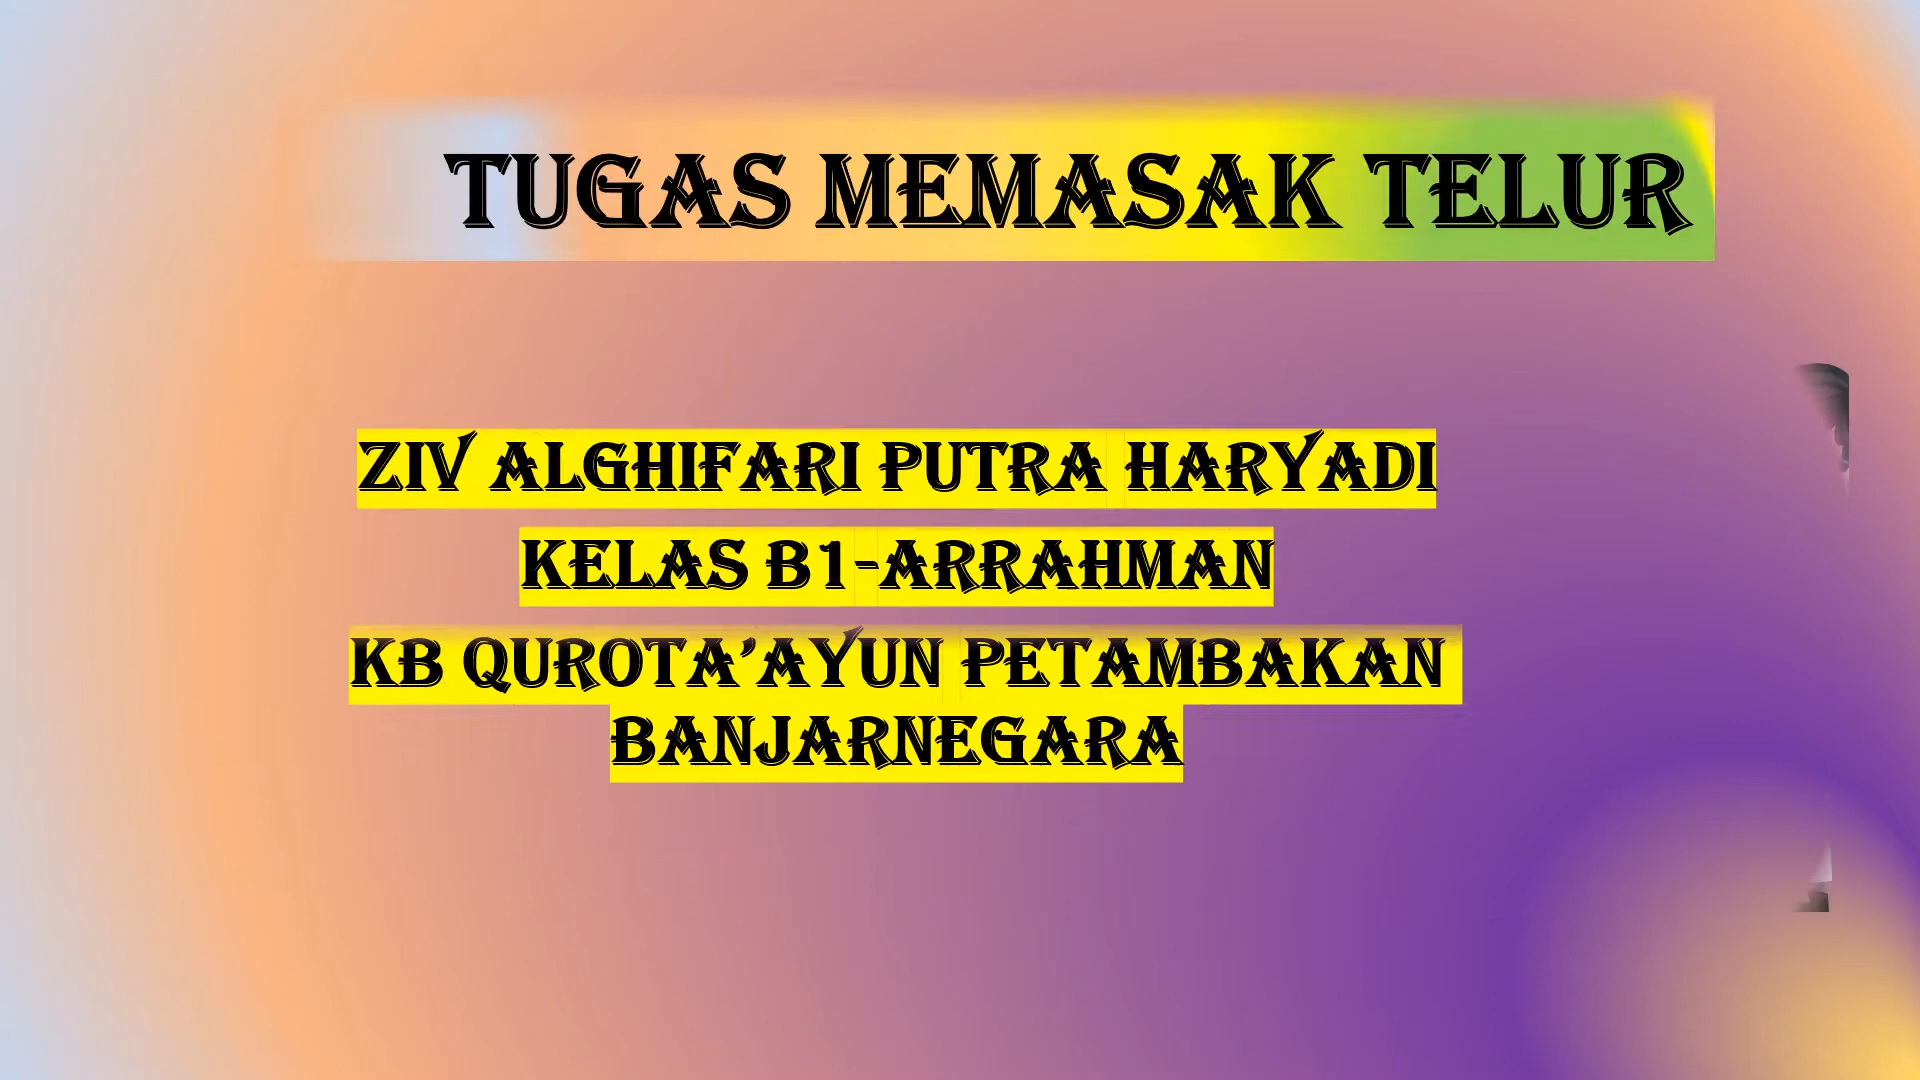 TUGAS MEMASAK TELUR
ZIV ALGHIFARI PUTRA HARYADI
KELAS B1-ARRAHMAN
KB QUROTA’AYUN PETAMBAKAN
BANJARNEGARA